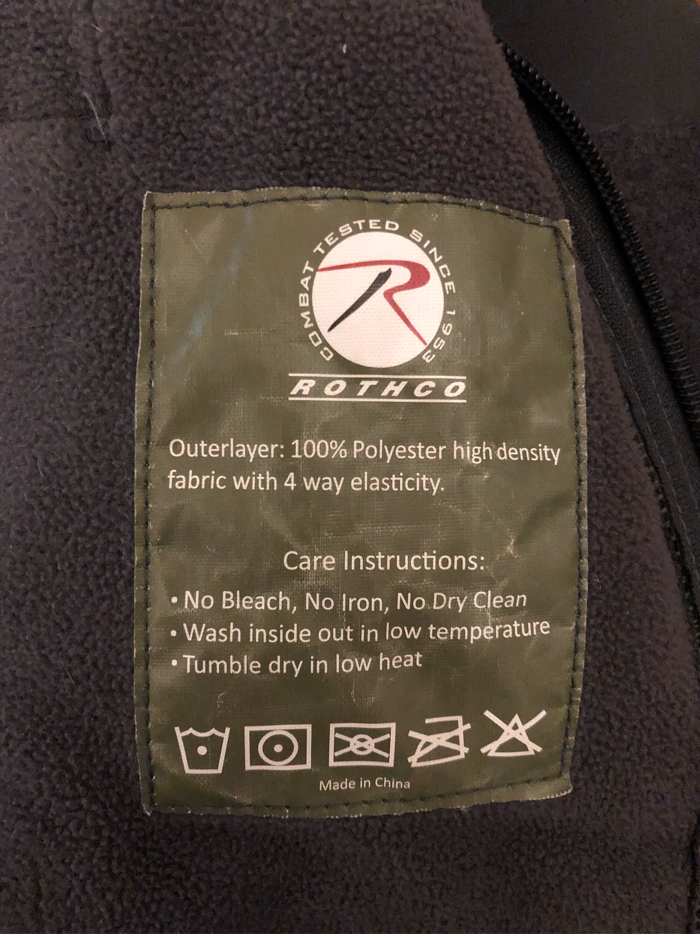 COMBAT TESTED SINCE 1953
ROTHCO
Outerlayer: 100% Polyester high density
fabric with 4 way elasticity.
Care Instructions:
• No Bleach, No Iron, No Dry Clean
• Wash inside out in low temperature
• Tumble dry in low heat
Made in China